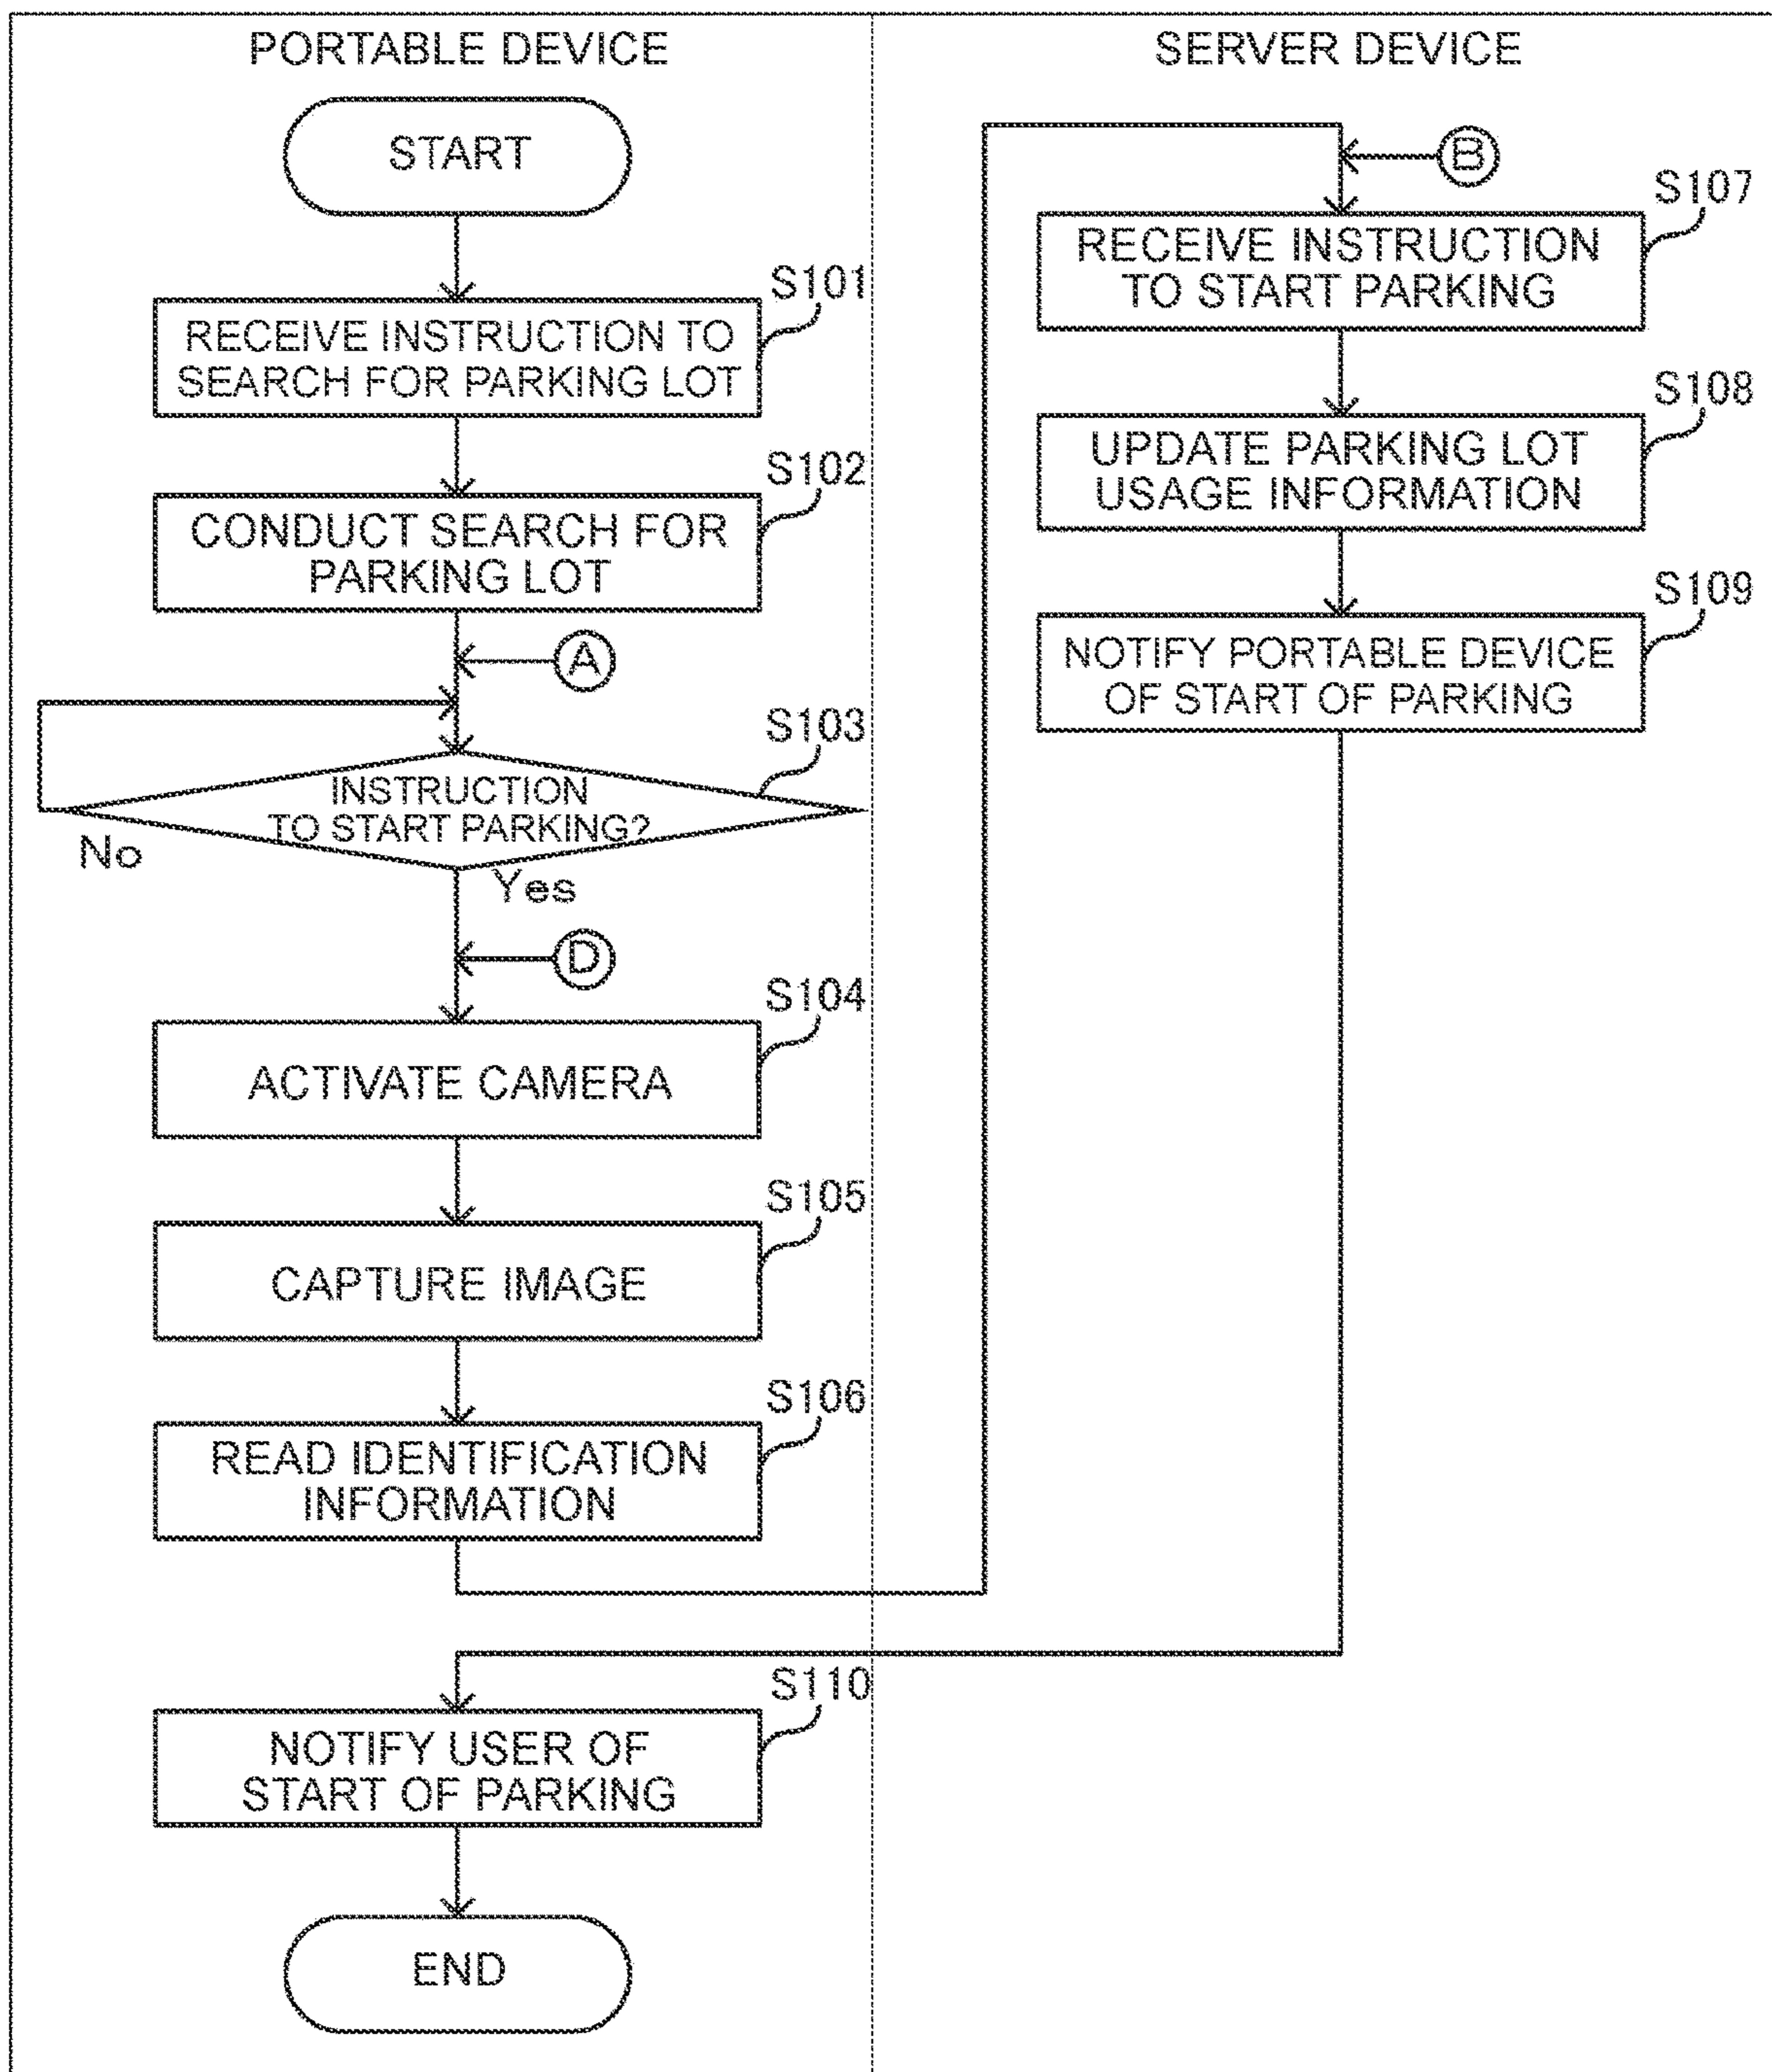 PORTABLE DEVICE
START
S101
RECEIVE INSTRUCTION TO
SEARCH FOR PARKING LOT
S102
CONDUCT SEARCH FOR
PARKING LOT
A
S103
INSTRUCTION
TO START PARKING?
No
Yes
D
S104
ACTIVATE CAMERA
S105
CAPTURE IMAGE
S106
READ IDENTIFICATION
INFORMATION
S110
NOTIFY USER OF
START OF PARKING
END
SERVER DEVICE
B
S107
RECEIVE INSTRUCTION
TO START PARKING
S108
UPDATE PARKING LOT
USAGE INFORMATION
S109
NOTIFY PORTABLE DEVICE
OF START OF PARKING